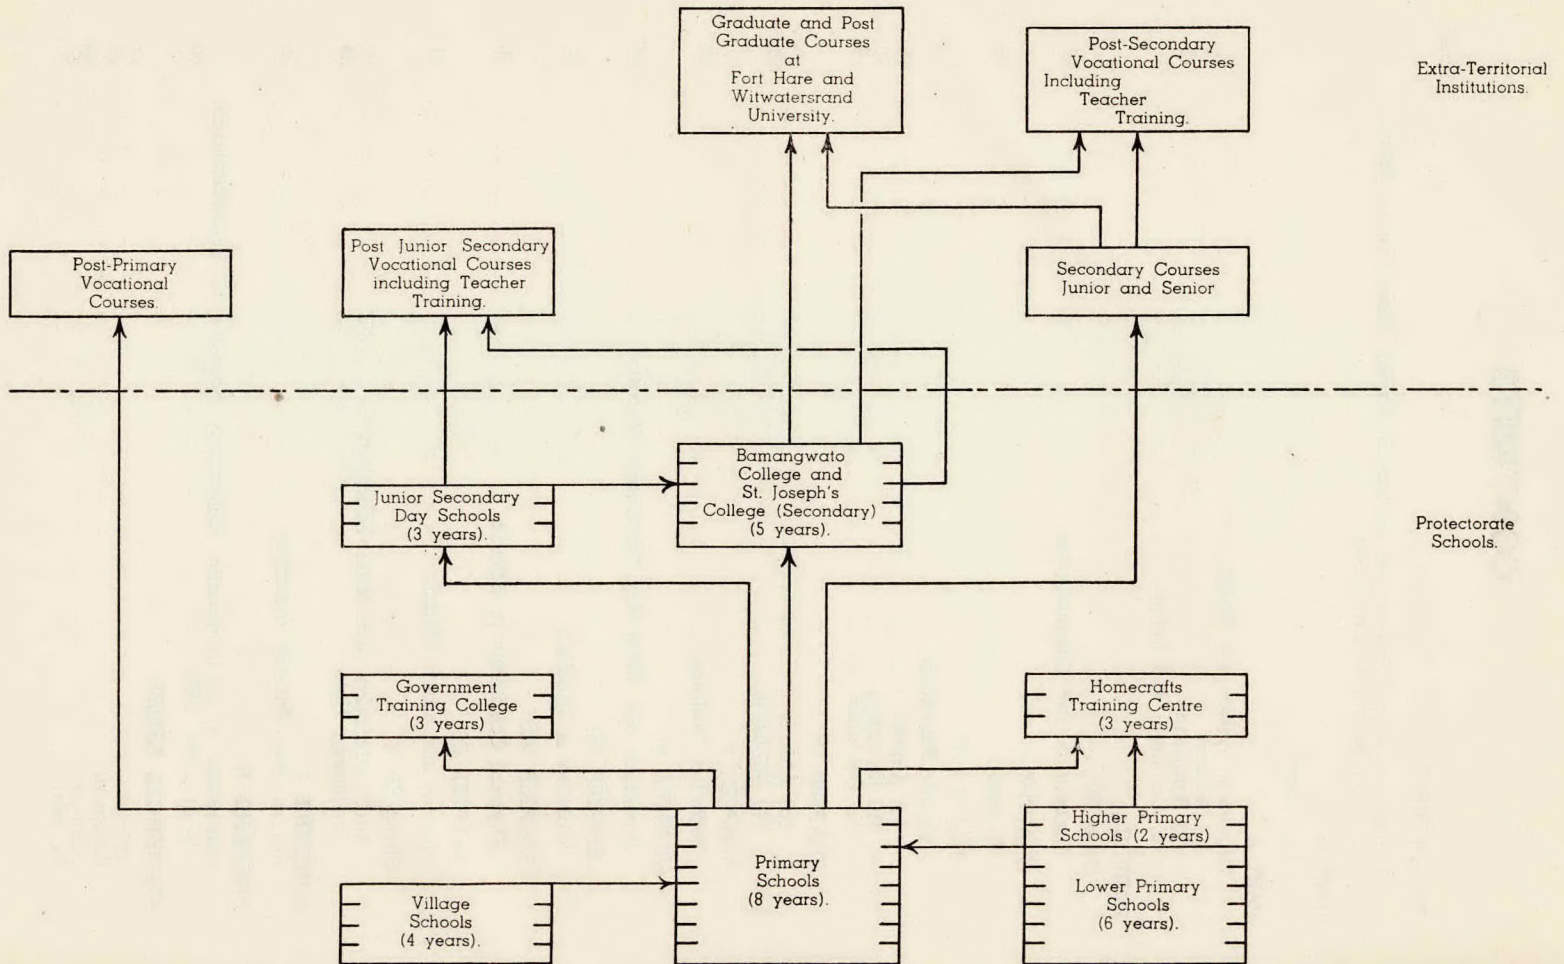 Graduate and Post
Graduate Courses
at
Fort Hare and
Witwatersrand
University.
Post-Secondary
Vocational Courses
Including
Teacher
Training.
Extra-Territorial
Institutions.
Post-Primary
Vocational
Courses.
Post Junior Secondary
Vocational Courses
including Teacher
Training.
Secondary Courses
Junior and Senior
Junior Secondary
Day Schools
(3 years).
Bamangwato
College and
St. Joseph's
College (Secondary)
(5 years).
Protectorate
Schools.
Government
Training College
(3 years)
Homecrafts
Training Centre
(3 years)
Village
Schools
(4 years).
Primary
Schools
(8 years).
Higher Primary
Schools (2 years)
Lower Primary
Schools
(6 years).